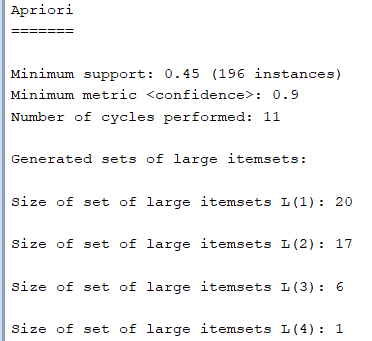 Apriori
=======
Minimum support: 0.45 (196 instances)
Minimum metric <confidence>: 0.9
Number of cycles performed: 11
Generated sets of large itemsets:
Size of set of large itemsets L(1): 20
Size of set of large itemsets L(2): 17
Size of set of large itemsets L(3): 6
Size of set of large itemsets L(4): 1